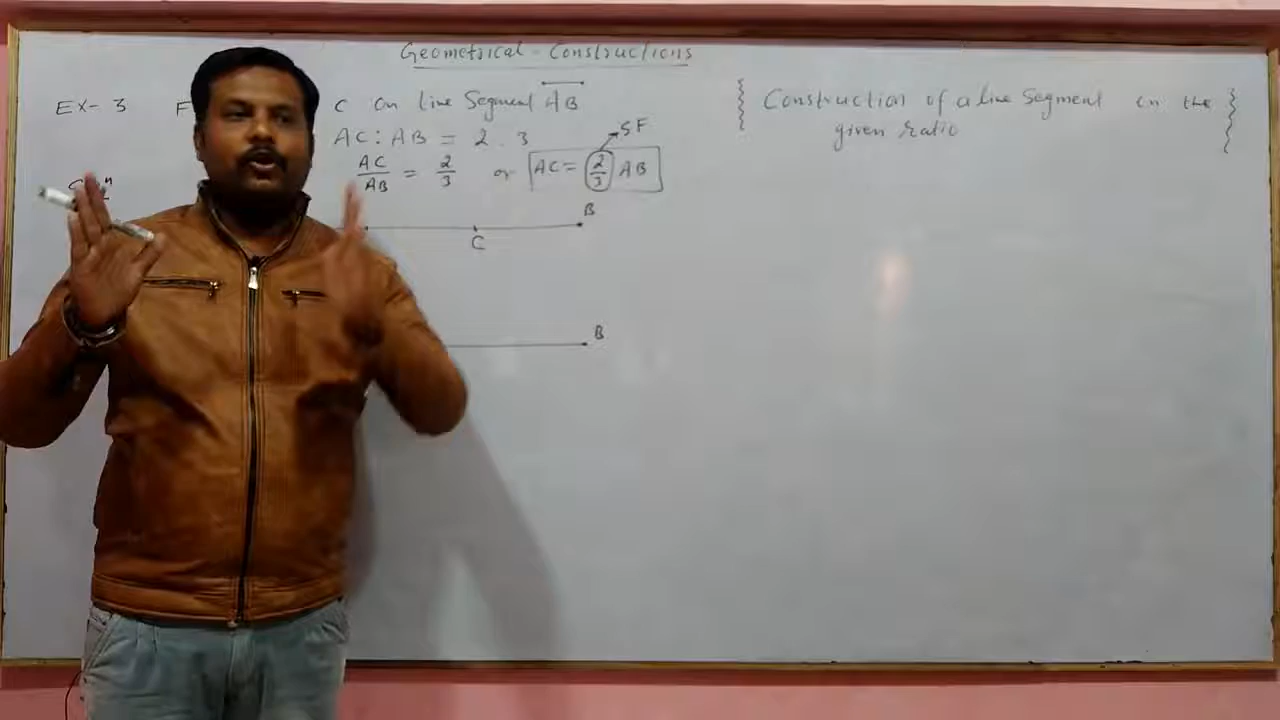 Geometrical - Constructions
EX- 3 F C on line Segment AB
AC : AB = 2 : 3
AC/AB = 2/3 or AC = 2/3 AB
SF
B
C
B
{ Construction of a line Segment in the }
given ratio